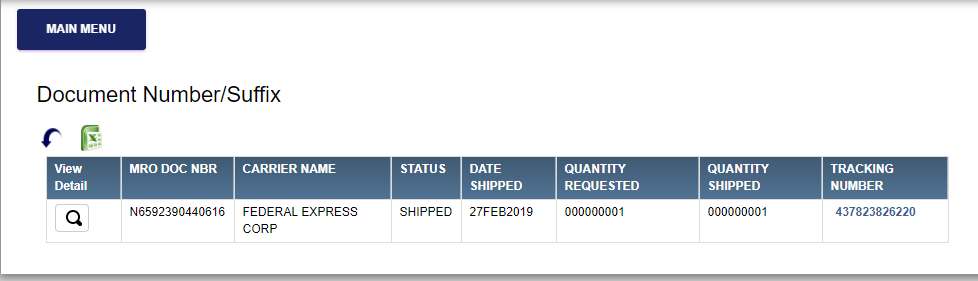 MAIN MENU
Document Number/Suffix
View Detail MRO DOC NBR CARRIER NAME STATUS DATE SHIPPED QUANTITY REQUESTED QUANTITY SHIPPED TRACKING NUMBER
N6592390440616 FEDERAL EXPRESS CORP SHIPPED 27FEB2019 000000001 000000001 437823826220